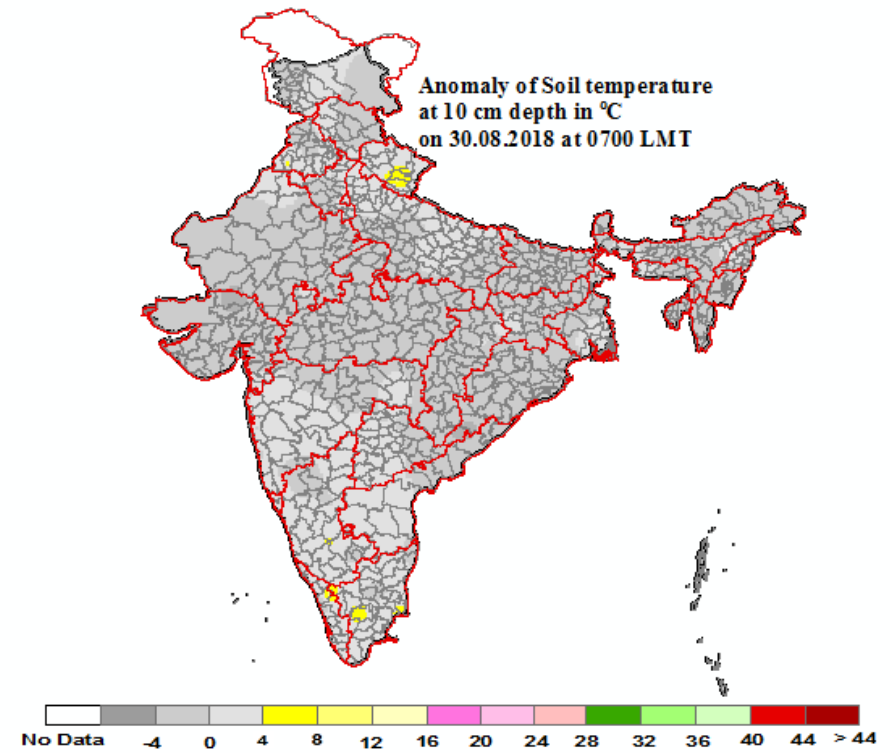 Anomaly of Soil temperature
at 10 cm depth in °C
on 30.08.2018 at 0700 LMT
No Data -4 0 4 8 12 16 20 24 28 32 36 40 44 > 44